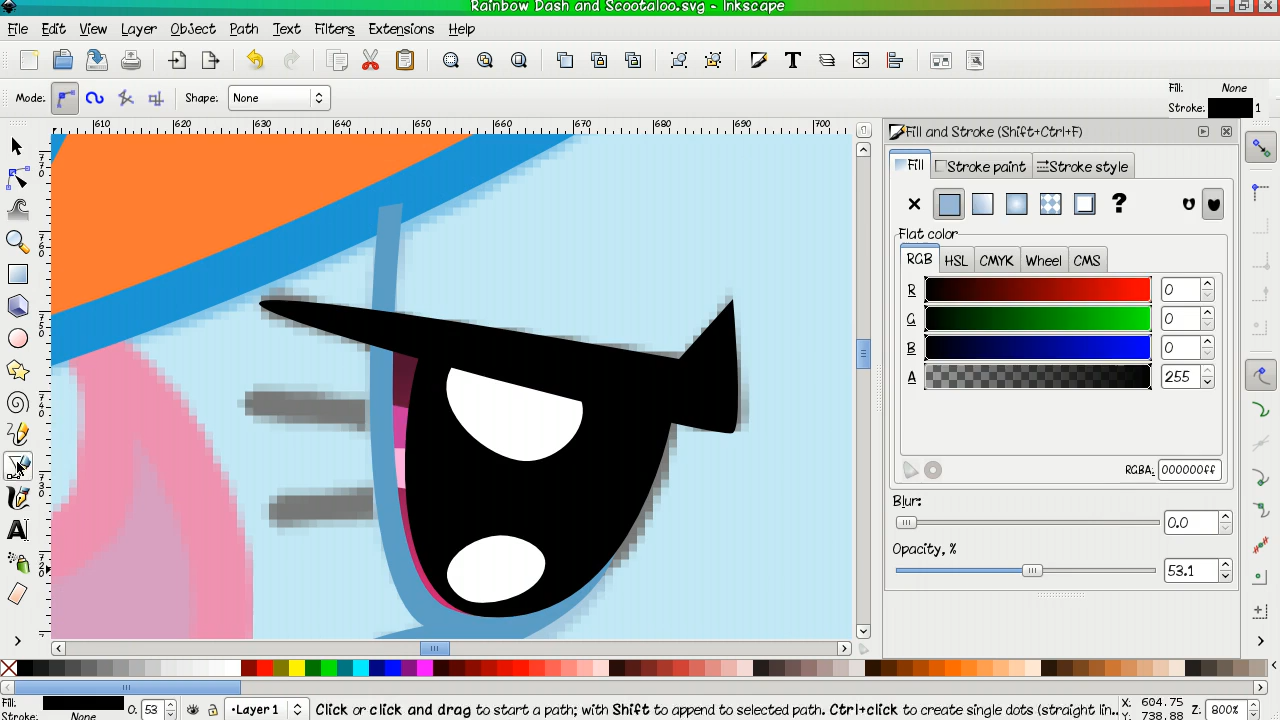 Rainbow Dash and Scootaloo.svg - Inkscape
File Edit View Layer Object Path Text Filters Extensions Help
Mode: Shape: None
Fill: None
Stroke: 1
610 620 630 640 650 660 670 680 690 700
Fill and Stroke (Shift+Ctrl+F)
Fill Stroke paint Stroke style
?
Flat color
RGB HSL CMYK Wheel CMS
R 0
G 0
B 0
A 255
RGBA: 000000ff
Blur:
0.0
Opacity, %
53.1
A
Fill: O: 53 Layer 1 Click or click and drag to start a path; with Shift to append to selected path. Ctrl+click to create single dots (straight lin... X: 604.75 Z: 800%
Stroke: None